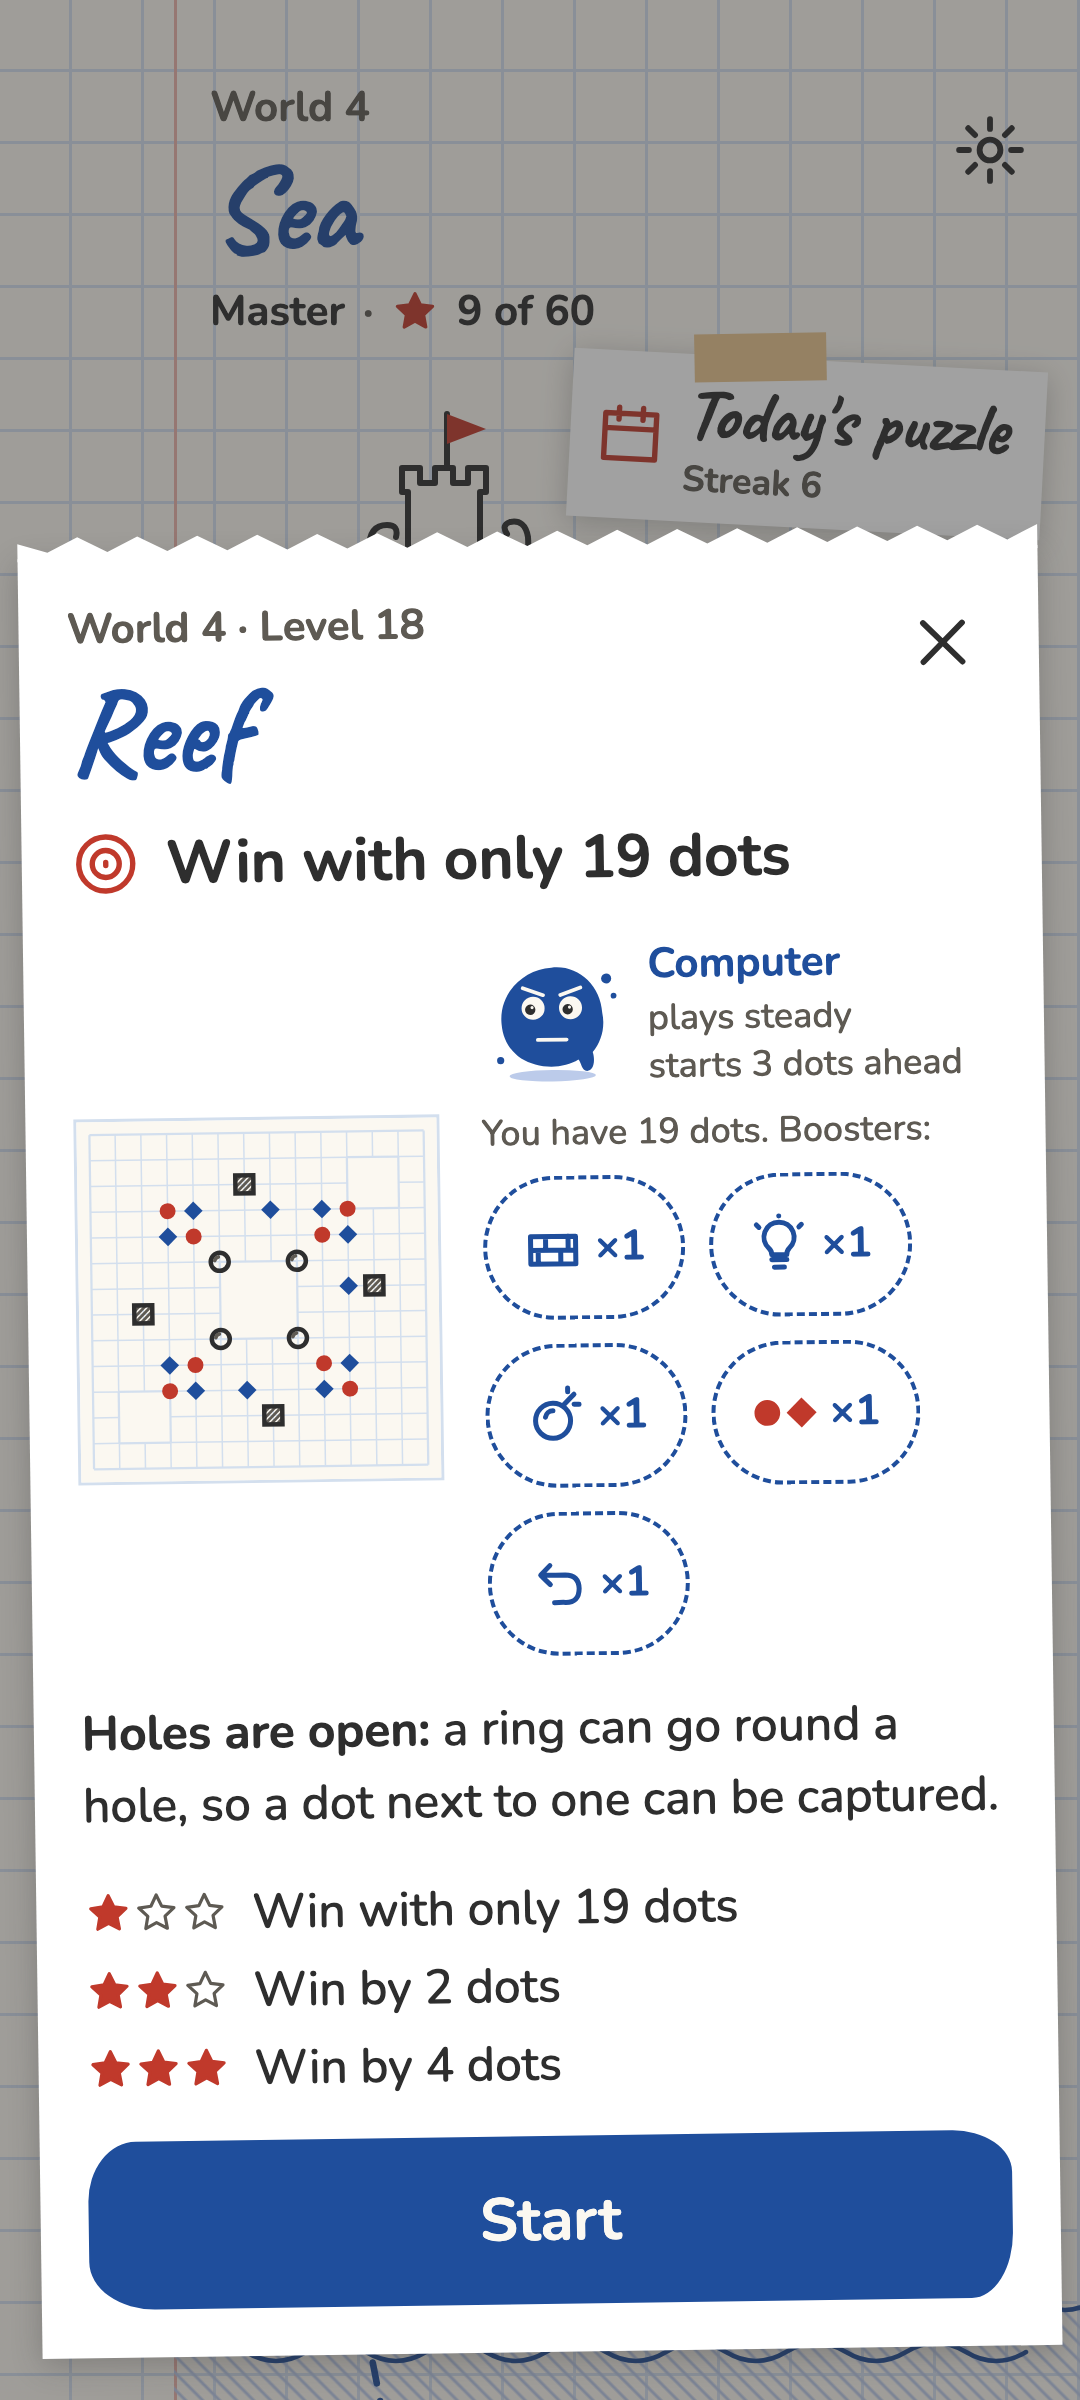 World 4
Sea
Master · 9 of 60
Today's puzzle
Streak 6
World 4 · Level 18
Reef
Win with only 19 dots
Computer
plays steady
starts 3 dots ahead
You have 19 dots. Boosters:
×1
×1
×1
×1
×1
Holes are open: a ring can go round a
hole, so a dot next to one can be captured.
Win with only 19 dots
Win by 2 dots
Win by 4 dots
Start